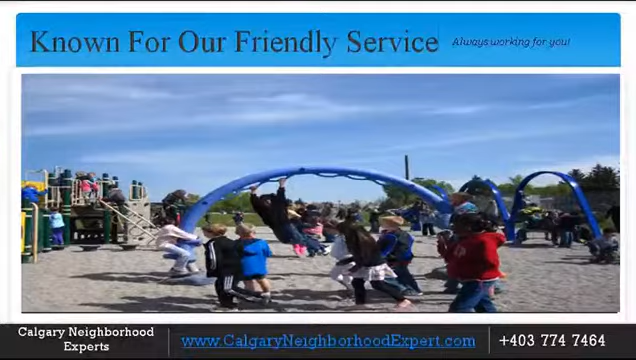 Known For Our Friendly Service
Always working for you!
Calgary Neighborhood
Experts
www.CalgaryNeighborhoodExpert.com
+403 774 7464